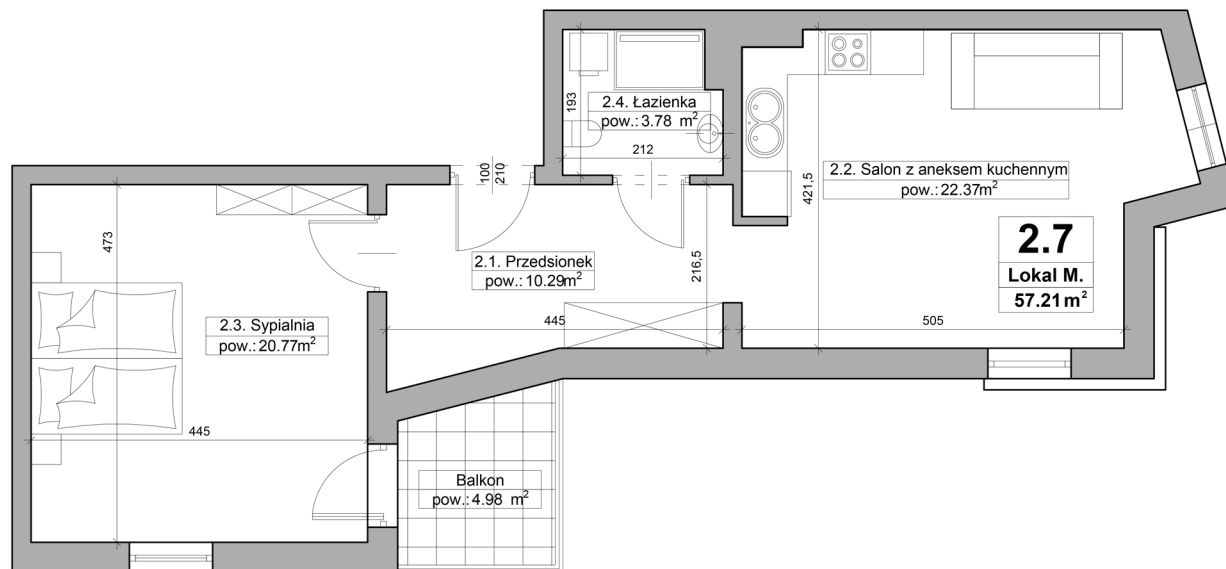 193
2.4. Łazienka
pow.: 3.78 m²
212
100
210
421,5
2.2. Salon z aneksem kuchennym
pow.: 22.37m²
2.7
Lokal M.
57.21 m²
473
2.1. Przedsionek
pow.: 10.29m²
216,5
2.3. Sypialnia
pow.: 20.77m²
445
505
445
Balkon
pow.: 4.98 m²